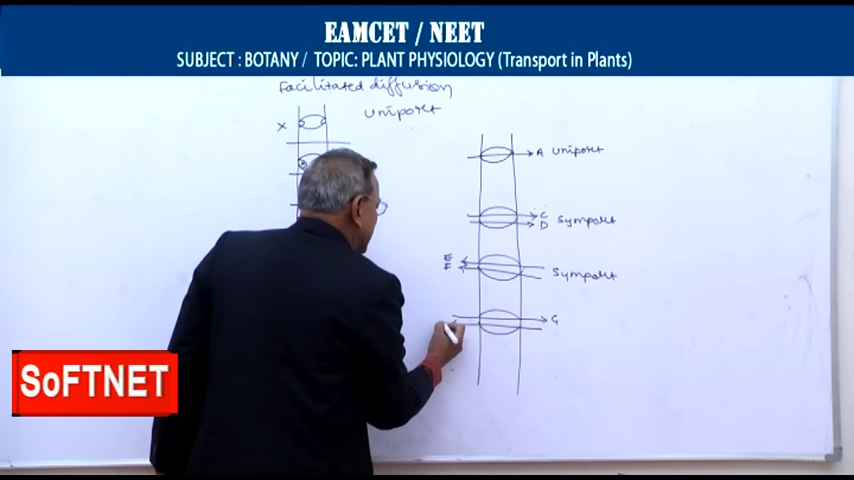 EAMCET / NEET
SUBJECT : BOTANY / TOPIC: PLANT PHYSIOLOGY (Transport in Plants)
Facilitated diffusion
Uniport
X
A Uniport
C
D Symport
E
F Symport
G
SoFTNET